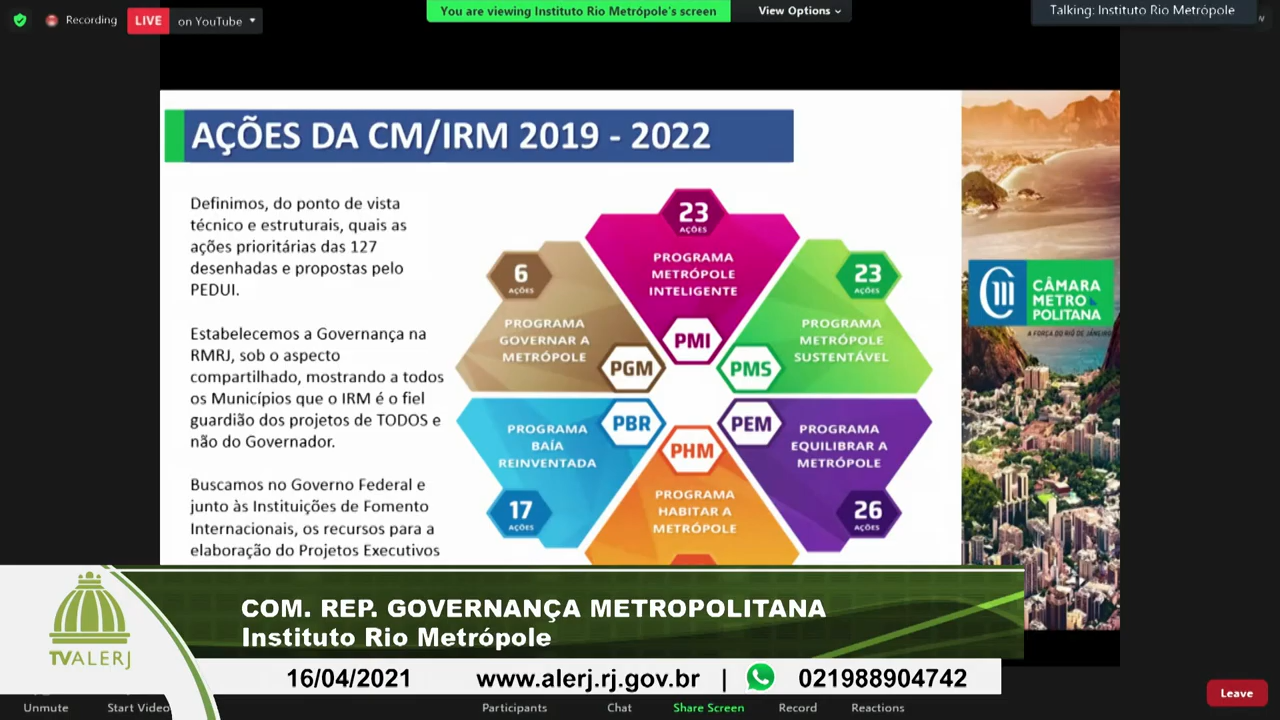 Recording
LIVE
on YouTube
You are viewing Instituto Rio Metrópole's screen
View Options
Talking: Instituto Rio Metrópole
AÇÕES DA CM/IRM 2019 - 2022
Definimos, do ponto de vista
técnico e estruturais, quais as
ações prioritárias das 127
desenhadas e propostas pelo
PEDUI.
Estabelecemos a Governança na
RMRJ, sob o aspecto
compartilhado, mostrando a todos
os Municípios que o IRM é o fiel
guardião dos projetos de TODOS e
não do Governador.
Buscamos no Governo Federal e
junto às Instituições de Fomento
Internacionais, os recursos para a
elaboração do Projetos Executivos
23
AÇÕES
PROGRAMA
METRÓPOLE
INTELIGENTE
PMI
6
AÇÕES
PROGRAMA
GOVERNAR A
METRÓPOLE
PGM
23
AÇÕES
PROGRAMA
METRÓPOLE
SUSTENTÁVEL
PMS
PBR
PROGRAMA
BAÍA
REINVENTADA
17
AÇÕES
PHM
PROGRAMA
HABITAR A
METRÓPOLE
PEM
PROGRAMA
EQUILIBRAR A
METRÓPOLE
26
AÇÕES
CÂMARA
METRO
POLITANA
A FORÇA DO RIO DE JANEIRO
COM. REP. GOVERNANÇA METROPOLITANA
Instituto Rio Metrópole
TVALERJ
16/04/2021
www.alerj.rj.gov.br | 021988904742
Unmute
Start Video
Participants
Chat
Share Screen
Record
Reactions
Leave